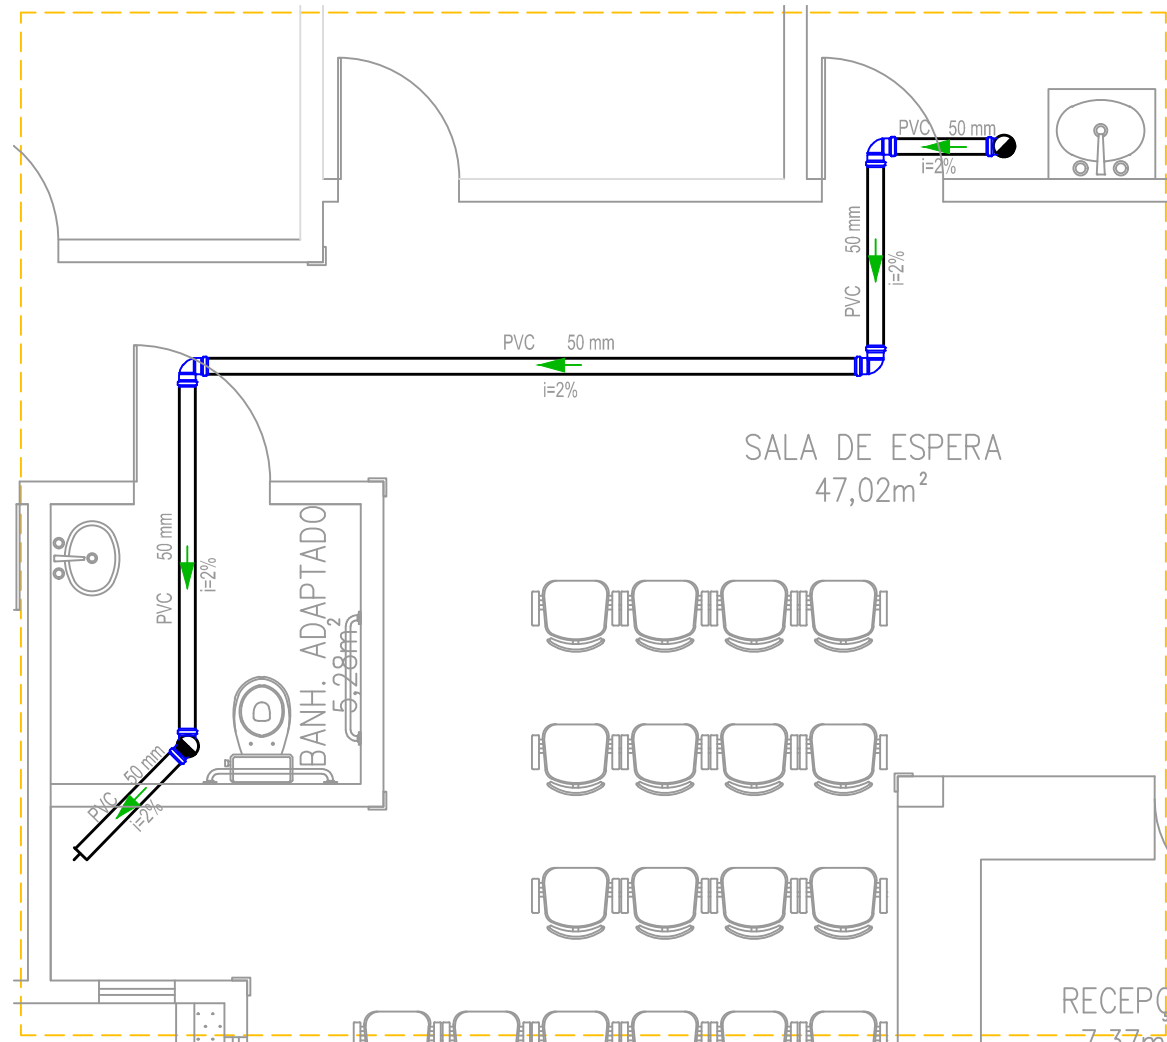 PVC 50 mm
i=2%
PVC 50 mm
i=2%
PVC 50 mm
i=2%
SALA DE ESPERA
47,02m²
PVC 50 mm
i=2%
BANH. ADAPTADO
5,28m²
PVC 50 mm
i=2%